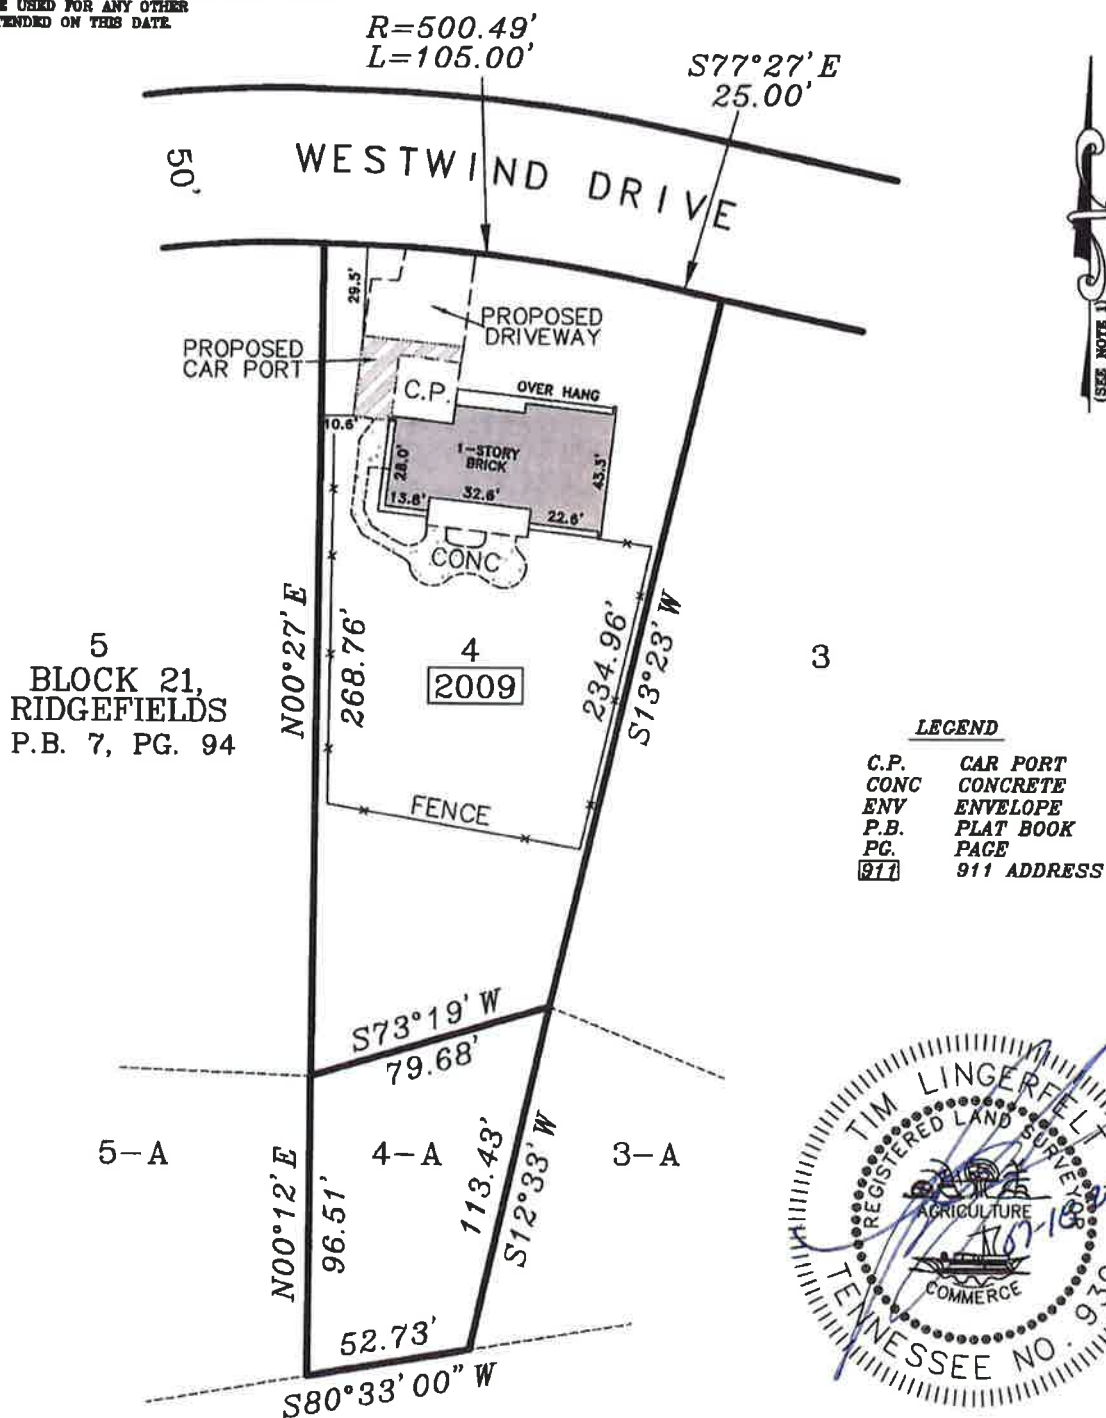 E USED FOR ANY OTHER
TENDED ON THIS DATE.
R=500.49'
L=105.00'
S77°27' E
25.00'
50'
WESTWIND DRIVE
29.5'
PROPOSED
DRIVEWAY
PROPOSED
CAR PORT
C.P.
OVER HANG
10.6'
1-STORY
BRICK
28.0'
43.3'
13.6'
32.6'
22.6'
CONC
(SEE NOTE 1)
N00°27' E
268.76'
234.96'
S13°23' W
5
BLOCK 21,
RIDGEFIELDS
P.B. 7, PG. 94
4
2009
3
FENCE
LEGEND
C.P. CAR PORT
CONC CONCRETE
ENV ENVELOPE
P.B. PLAT BOOK
PG. PAGE
911 911 ADDRESS
S73°19' W
79.68'
5-A
4-A
3-A
N00°12' E
96.51'
113.43'
S12°33' W
52.73'
S80°33'00" W
TIM LINGERFELT
REGISTERED LAND SURVEYOR
AGRICULTURE
COMMERCE
TENNESSEE NO. 939